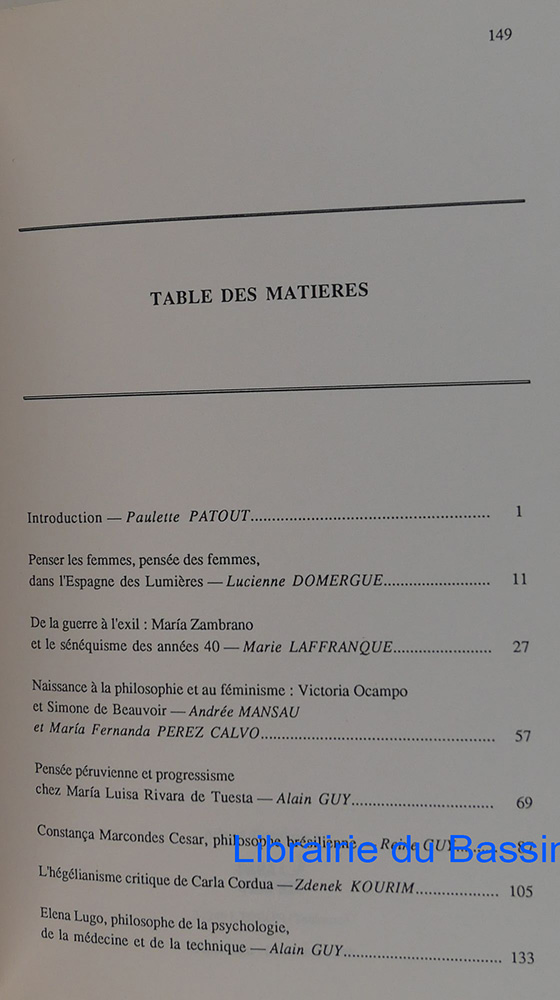 149
TABLE DES MATIERES
Introduction — Paulette PATOUT........................................................ 1
Penser les femmes, pensée des femmes,
dans l'Espagne des Lumières — Lucienne DOMERGUE......................... 11
De la guerre à l'exil : María Zambrano
et le sénéquisme des années 40 — Marie LAFFRANQUE....................... 27
Naissance à la philosophie et au féminisme : Victoria Ocampo
et Simone de Beauvoir — Andrée MANSAU
et María Fernanda PEREZ CALVO....................................................... 57
Pensée péruvienne et progressisme
chez María Luisa Rivara de Tuesta — Alain GUY................................. 69
Constança Marcondes Cesar, philosophe brésilienne — Reine GUY.........
Librairie du Bassin
L'hégélianisme critique de Carla Cordua — Zdenek KOURIM.................... 105
Elena Lugo, philosophe de la psychologie,
de la médecine et de la technique — Alain GUY..................................... 133